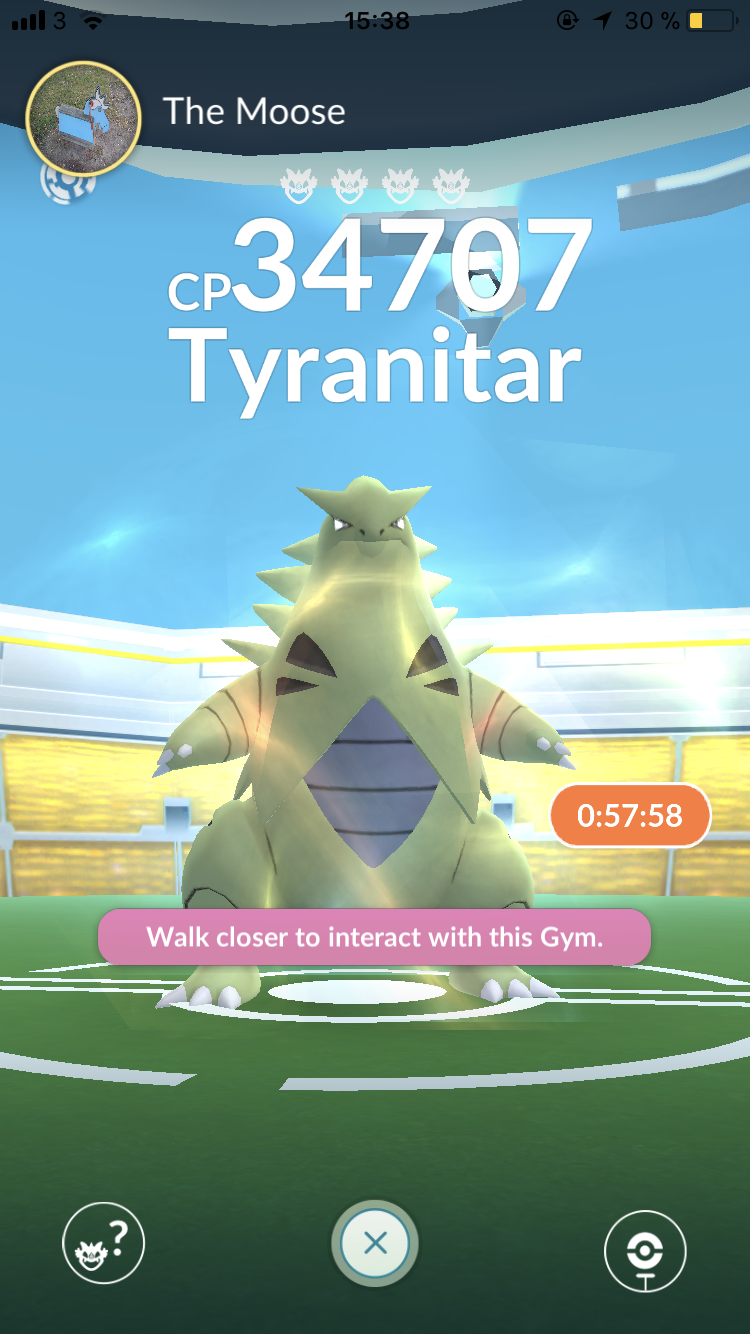 3 15:38 30 %
The Moose
CP34707
Tyranitar
0:57:58
Walk closer to interact with this Gym.
?